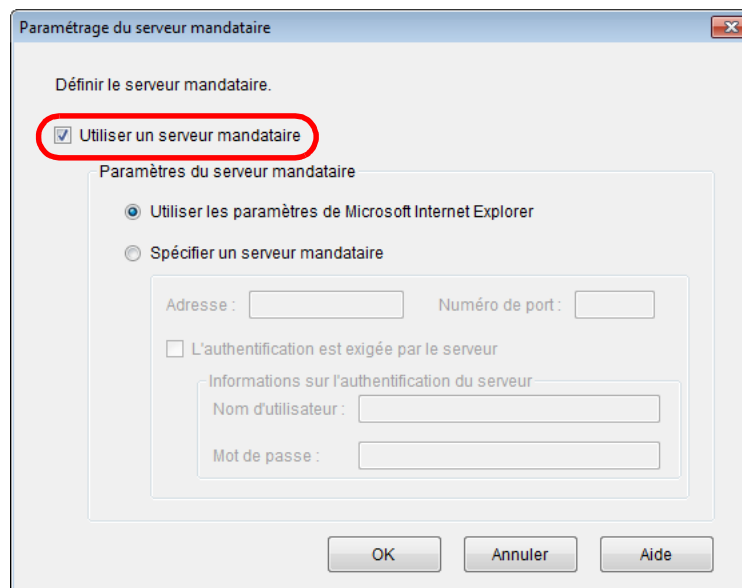 Paramétrage du serveur mandataire
Définir le serveur mandataire.
Utiliser un serveur mandataire
Paramètres du serveur mandataire
Utiliser les paramètres de Microsoft Internet Explorer
Spécifier un serveur mandataire
Adresse : Numéro de port :
L'authentification est exigée par le serveur
Informations sur l'authentification du serveur
Nom d'utilisateur :
Mot de passe :
OK Annuler Aide